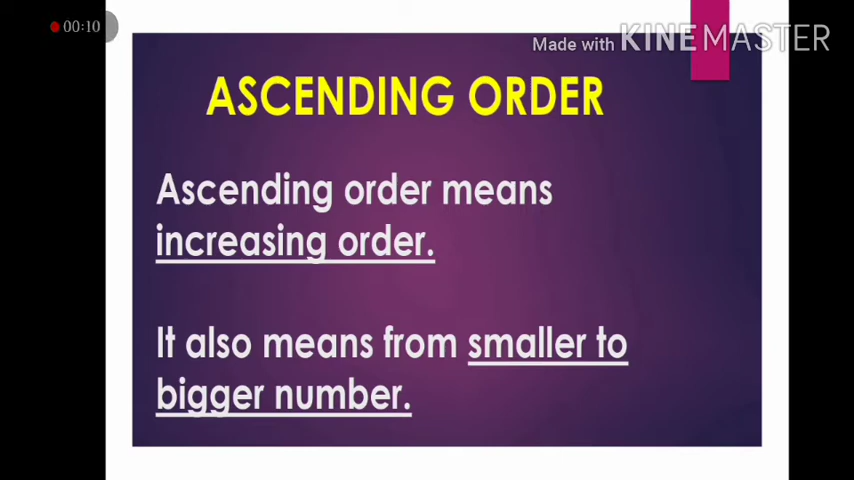 00:10
Made with KINEMASTER
ASCENDING ORDER
Ascending order means
increasing order.
It also means from smaller to
bigger number.